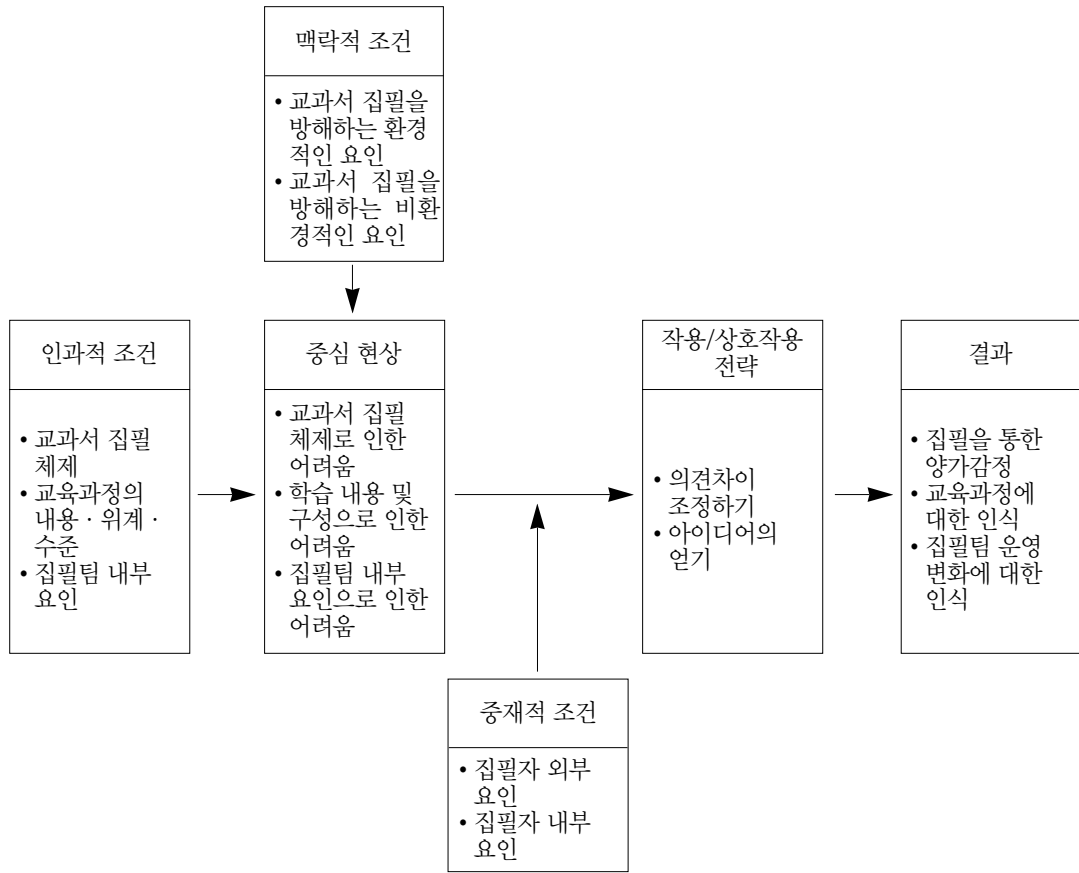 맥락적 조건
• 교과서 집필을
방해하는 환경
적인 요인
• 교과서 집필을
방해하는 비환
경적인 요인
인과적 조건
• 교과서 집필
체제
• 교육과정의
내용 · 위계 ·
수준
• 집필팀 내부
요인
중심 현상
• 교과서 집필
체제로 인한
어려움
• 학습 내용 및
구성으로 인한
어려움
• 집필팀 내부
요인으로 인한
어려움
작용/상호작용
전략
• 의견차이
조정하기
• 아이디어의
얻기
결과
• 집필을 통한
양가감정
• 교육과정에
대한 인식
• 집필팀 운영
변화에 대한
인식
중재적 조건
• 집필자 외부
요인
• 집필자 내부
요인